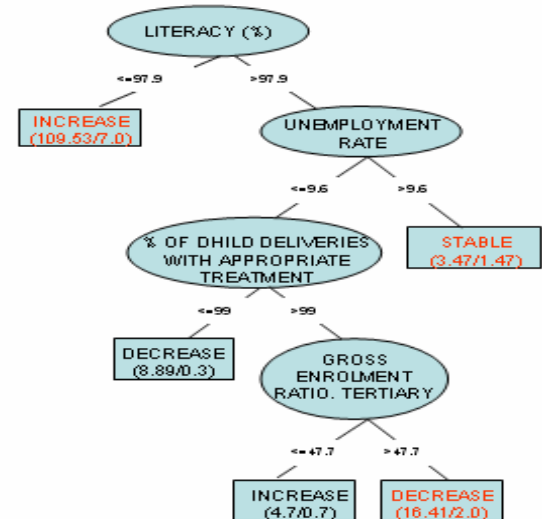 LITERACY (%)
<=97.9
>97.9
INCREASE
(109.53/7.0)
UNEMPLOYMENT
RATE
<=9.6
>9.6
% OF DHILD DELIVERIES
WITH APPROPRIATE
TREATMENT
STABLE
(3.47/1.47)
<=99
>99
DECREASE
(8.89/0.3)
GROSS
ENROLMENT
RATIO. TERTIARY
<=47.7
>47.7
INCREASE
(4.7/0.7)
DECREASE
(16.41/2.0)